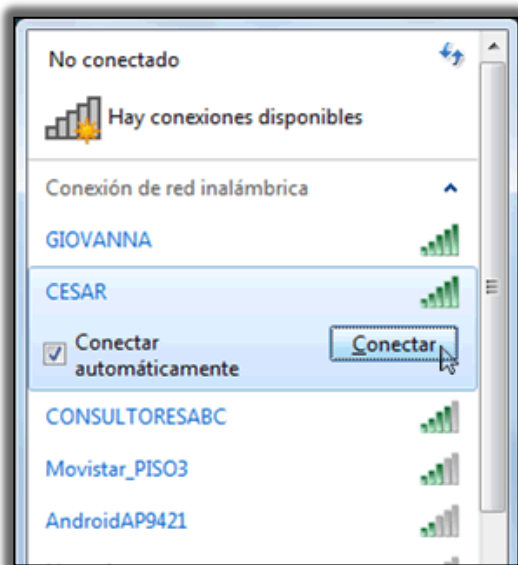 No conectado
Hay conexiones disponibles
Conexión de red inalámbrica
GIOVANNA
CESAR
Conectar
automáticamente
Conectar
CONSULTORESABC
Movistar_PISO3
AndroidAP9421